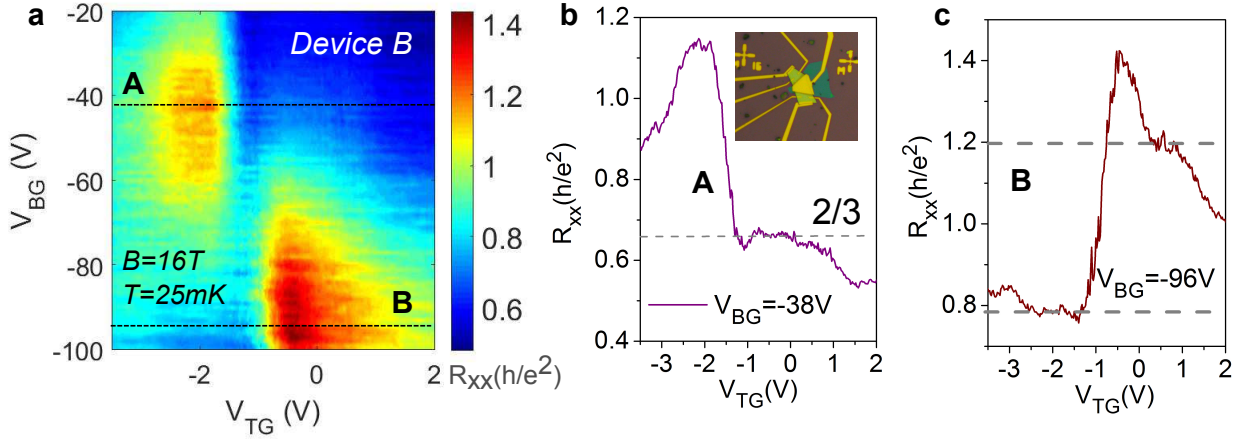 a
Device B
A
B
B=16T
T=25mK
-20
-40
-60
-80
-100
V_BG (V)
-2
0
2
V_TG (V)
1.4
1.2
1
0.8
0.6
R_XX(h/e²)
b
1.2
1.0
0.8
0.6
0.4
R_xx(h/e²)
A
2/3
V_BG=-38V
-3
-2
-1
0
1
2
V_TG(V)
c
1.4
1.2
1.0
0.8
R_xx(h/e²)
B
V_BG=-96V
-3
-2
-1
0
1
2
V_TG(V)